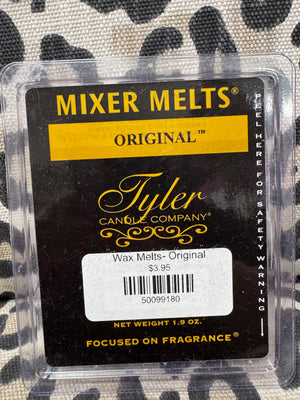 MIXER MELTS®
ORIGINAL™
Tyler
CANDLE COMPANY®
Wax Melts- Original
$3.95
50099180
NET WEIGHT 1.9 OZ.
FOCUSED ON FRAGRANCE®
PEEL HERE FOR SAFETY WARNING